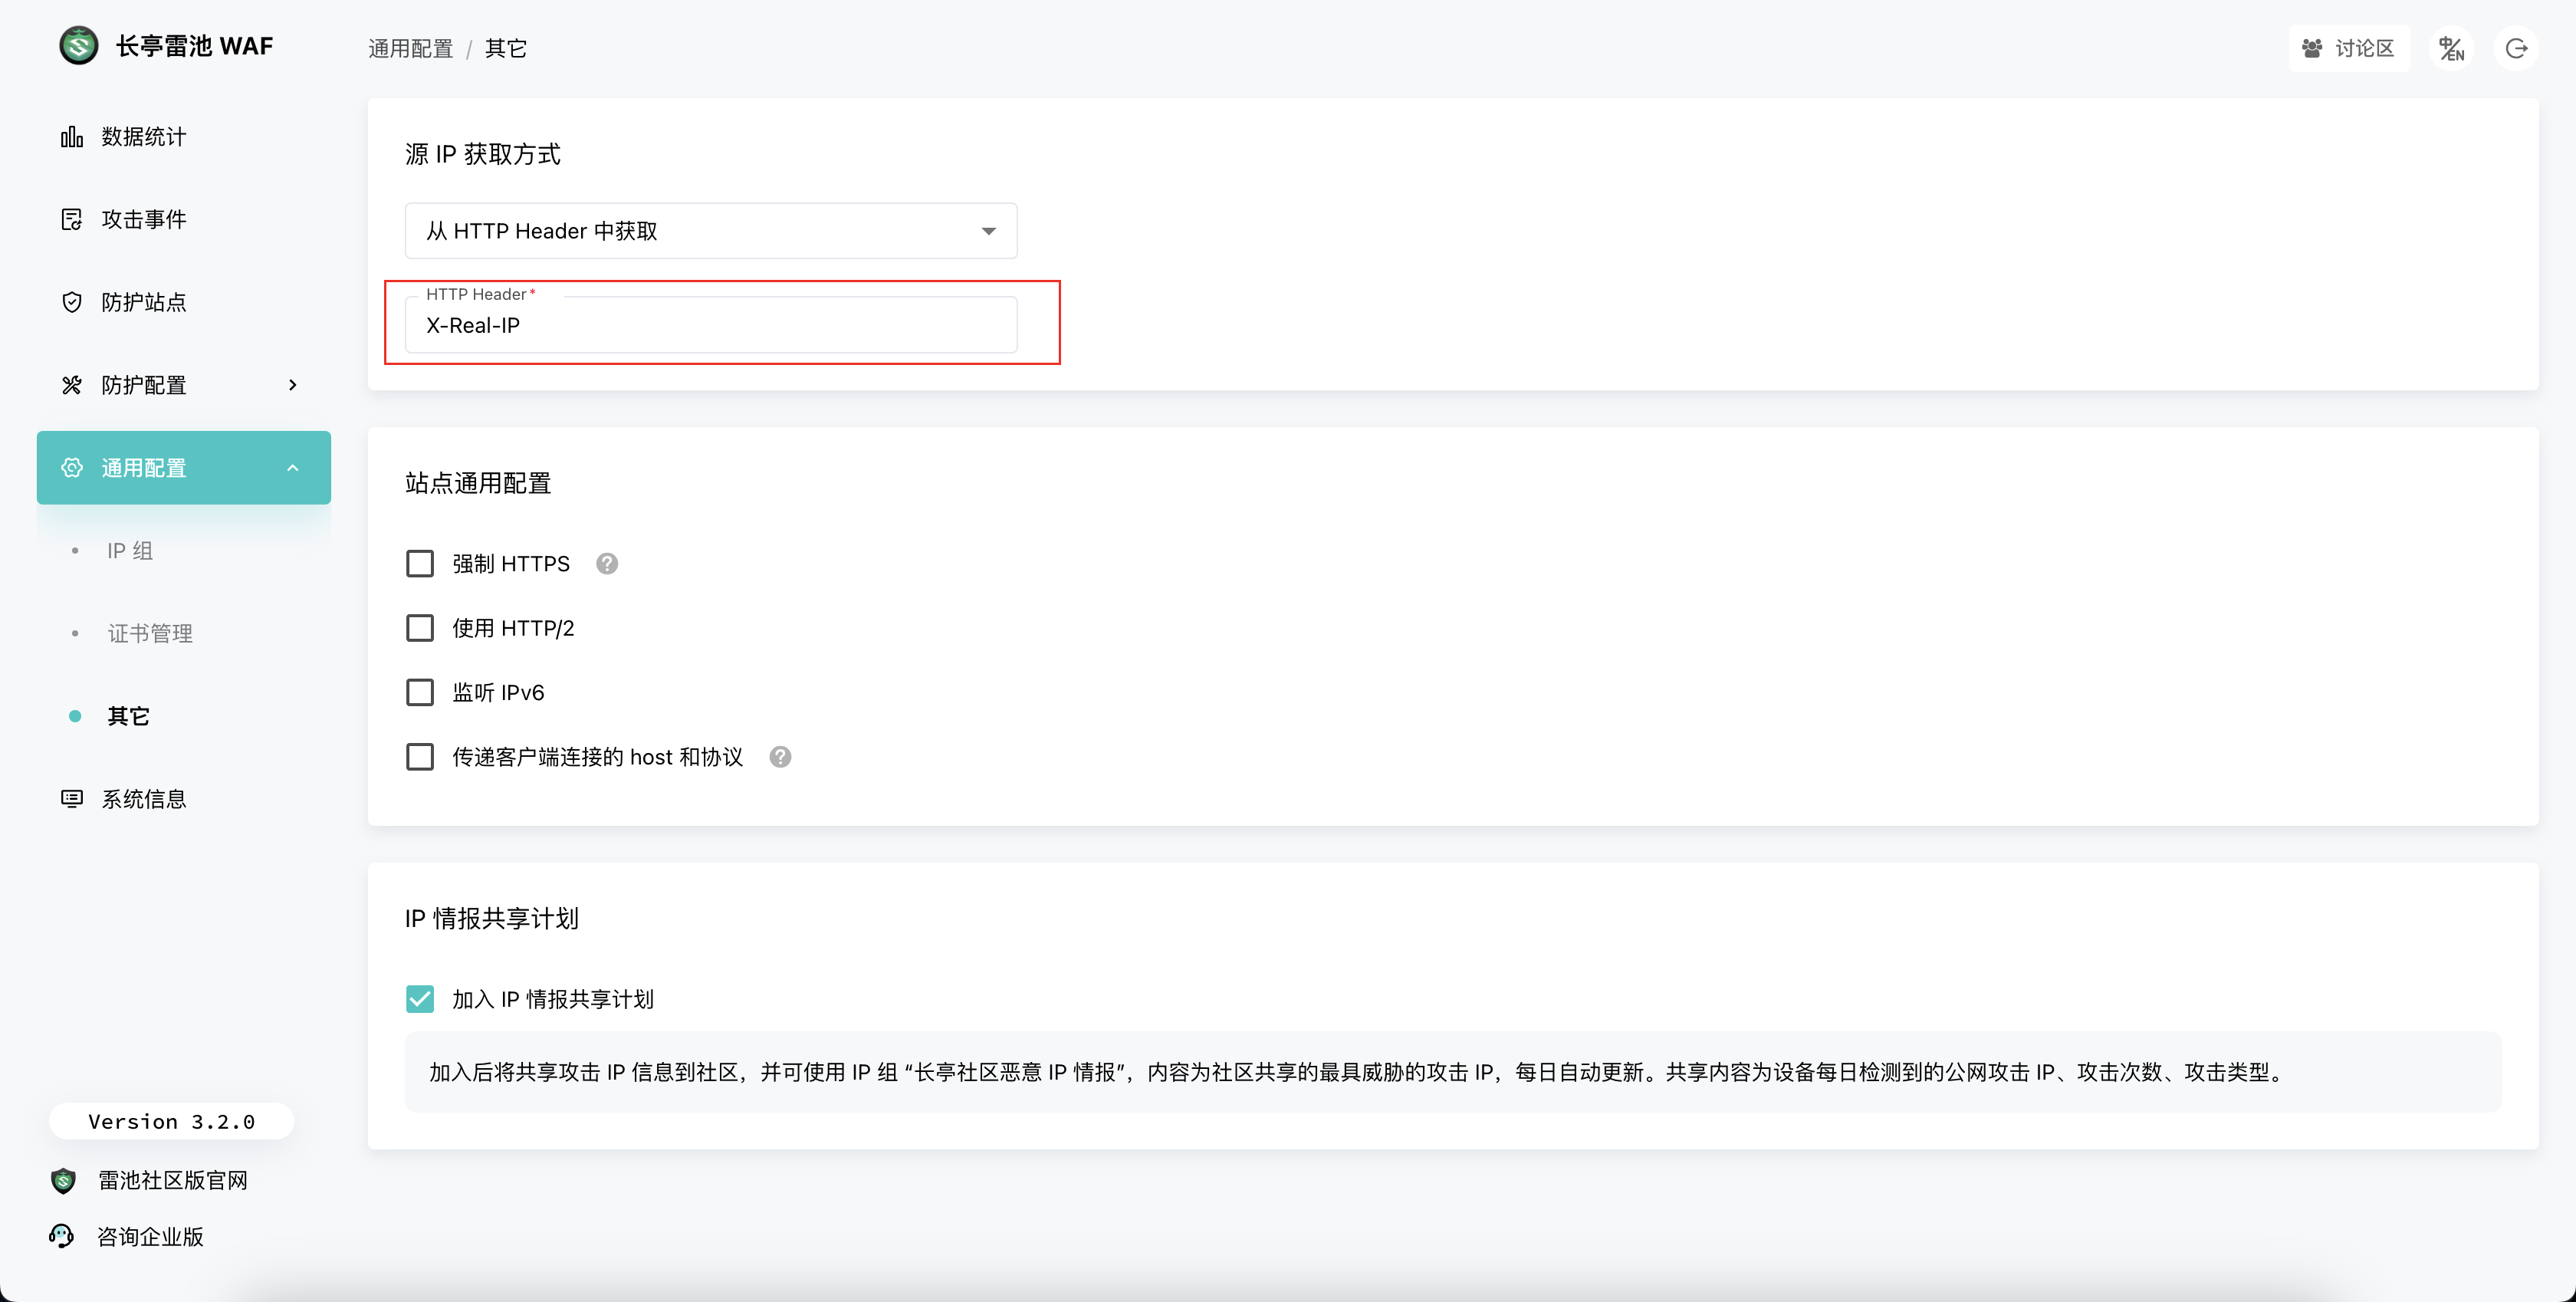 长亭雷池 WAF
通用配置 / 其它
讨论区
中/EN
数据统计
攻击事件
防护站点
防护配置
通用配置
IP 组
证书管理
其它
系统信息
Version 3.2.0
雷池社区版官网
咨询企业版
源 IP 获取方式
从 HTTP Header 中获取
HTTP Header*
X-Real-IP
站点通用配置
强制 HTTPS ?
使用 HTTP/2
监听 IPv6
传递客户端连接的 host 和协议 ?
IP 情报共享计划
加入 IP 情报共享计划
加入后将共享攻击 IP 信息到社区，并可使用 IP 组 “长亭社区恶意 IP 情报”，内容为社区共享的最具威胁的攻击 IP，每日自动更新。共享内容为设备每日检测到的公网攻击 IP、攻击次数、攻击类型。